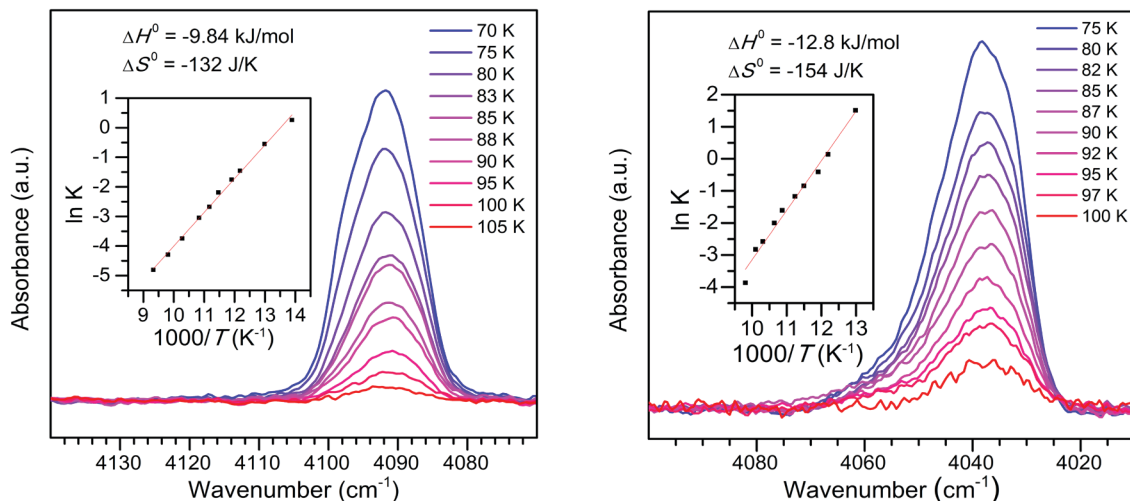 ΔH⁰ = -9.84 kJ/mol
ΔS⁰ = -132 J/K
70 K
75 K
80 K
83 K
85 K
88 K
90 K
95 K
100 K
105 K
1
0
-1
-2
-3
-4
-5
ln K
9 10 11 12 13 14
1000/T (K⁻¹)
Absorbance (a.u.)
4130 4120 4110 4100 4090 4080
Wavenumber (cm⁻¹)
ΔH⁰ = -12.8 kJ/mol
ΔS⁰ = -154 J/K
75 K
80 K
82 K
85 K
87 K
90 K
92 K
95 K
97 K
100 K
2
1
0
-1
-2
-3
-4
ln K
10 11 12 13
1000/T (K⁻¹)
Absorbance (a.u.)
4080 4060 4040 4020
Wavenumber (cm⁻¹)